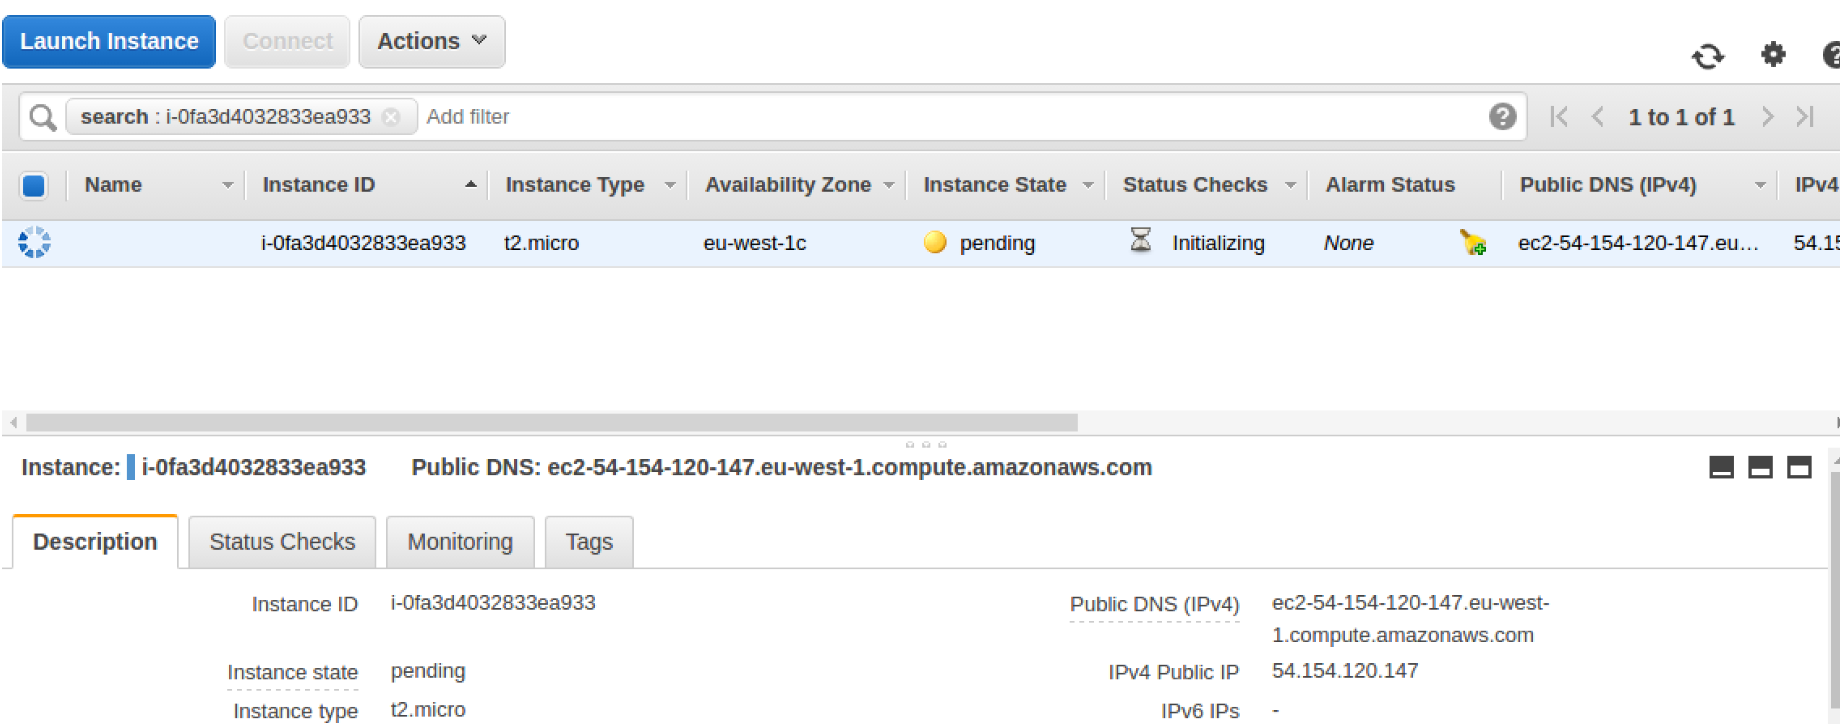 Launch Instance Connect Actions
search : i-0fa3d4032833ea933 Add filter 1 to 1 of 1
Name Instance ID Instance Type Availability Zone Instance State Status Checks Alarm Status Public DNS (IPv4) IPv4
i-0fa3d4032833ea933 t2.micro eu-west-1c pending Initializing None ec2-54-154-120-147.eu... 54.15
Instance: i-0fa3d4032833ea933 Public DNS: ec2-54-154-120-147.eu-west-1.compute.amazonaws.com
Description Status Checks Monitoring Tags
Instance ID i-0fa3d4032833ea933 Public DNS (IPv4) ec2-54-154-120-147.eu-west-
1.compute.amazonaws.com
Instance state pending IPv4 Public IP 54.154.120.147
Instance type t2.micro IPv6 IPs -